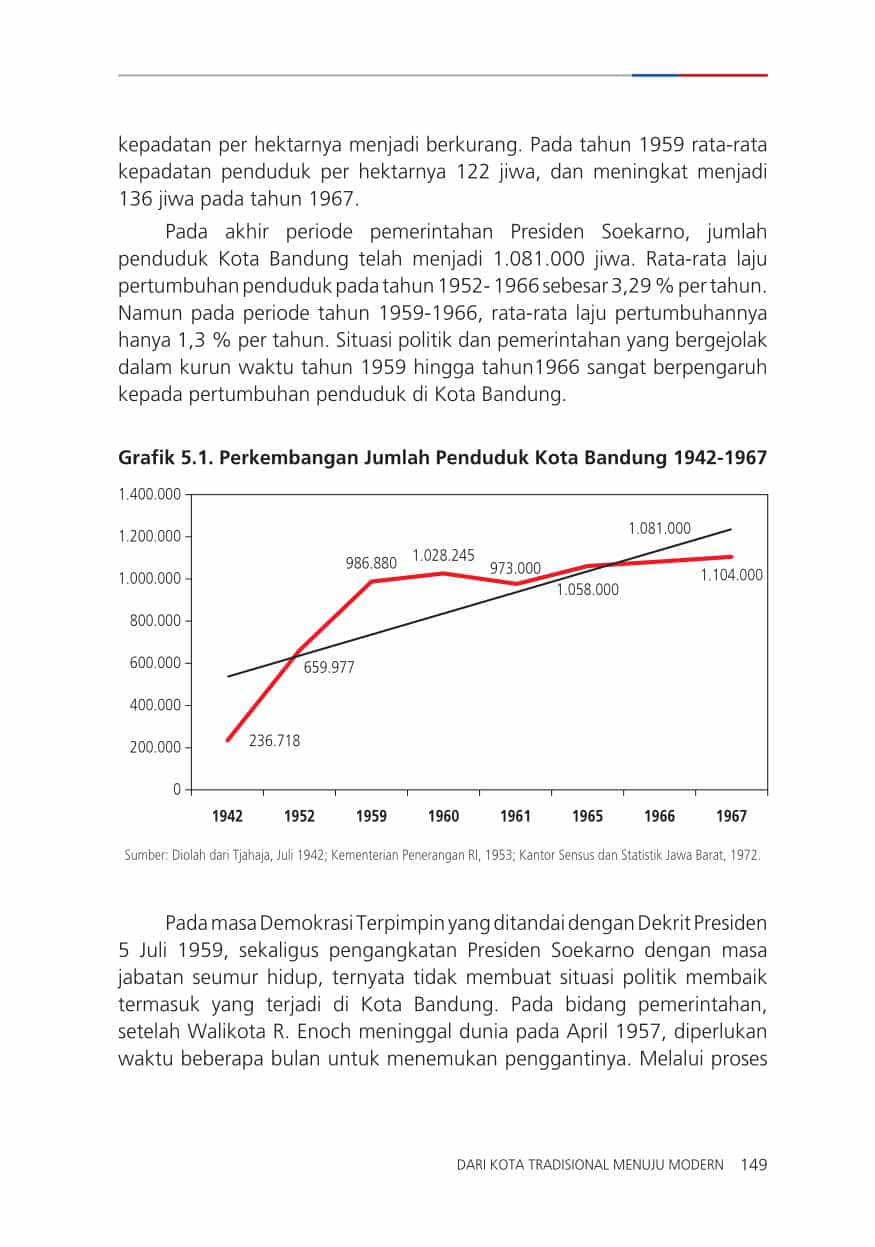 kepadatan per hektarnya menjadi berkurang. Pada tahun 1959 rata-rata
kepadatan penduduk per hektarnya 122 jiwa, dan meningkat menjadi
136 jiwa pada tahun 1967.
Pada akhir periode pemerintahan Presiden Soekarno, jumlah
penduduk Kota Bandung telah menjadi 1.081.000 jiwa. Rata-rata laju
pertumbuhan penduduk pada tahun 1952- 1966 sebesar 3,29 % per tahun.
Namun pada periode tahun 1959-1966, rata-rata laju pertumbuhannya
hanya 1,3 % per tahun. Situasi politik dan pemerintahan yang bergejolak
dalam kurun waktu tahun 1959 hingga tahun1966 sangat berpengaruh
kepada pertumbuhan penduduk di Kota Bandung.
Grafik 5.1. Perkembangan Jumlah Penduduk Kota Bandung 1942-1967
1.400.000
1.200.000
1.000.000
800.000
600.000
400.000
200.000
0
236.718
659.977
986.880
1.028.245
973.000
1.058.000
1.081.000
1.104.000
1942 1952 1959 1960 1961 1965 1966 1967
Sumber: Diolah dari Tjahaja, Juli 1942; Kementerian Penerangan RI, 1953; Kantor Sensus dan Statistik Jawa Barat, 1972.
Pada masa Demokrasi Terpimpin yang ditandai dengan Dekrit Presiden
5 Juli 1959, sekaligus pengangkatan Presiden Soekarno dengan masa
jabatan seumur hidup, ternyata tidak membuat situasi politik membaik
termasuk yang terjadi di Kota Bandung. Pada bidang pemerintahan,
setelah Walikota R. Enoch meninggal dunia pada April 1957, diperlukan
waktu beberapa bulan untuk menemukan penggantinya. Melalui proses
DARI KOTA TRADISIONAL MENUJU MODERN 149